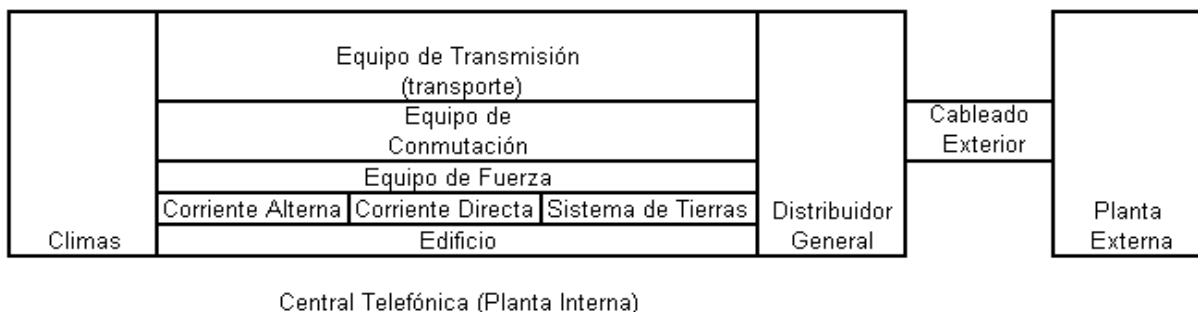 Equipo de Transmisión
(transporte)
Equipo de
Conmutación
Equipo de Fuerza
Corriente Alterna
Corriente Directa
Sistema de Tierras
Edificio
Climas
Distribuidor
General
Cableado
Exterior
Planta
Externa
Central Telefónica (Planta Interna)